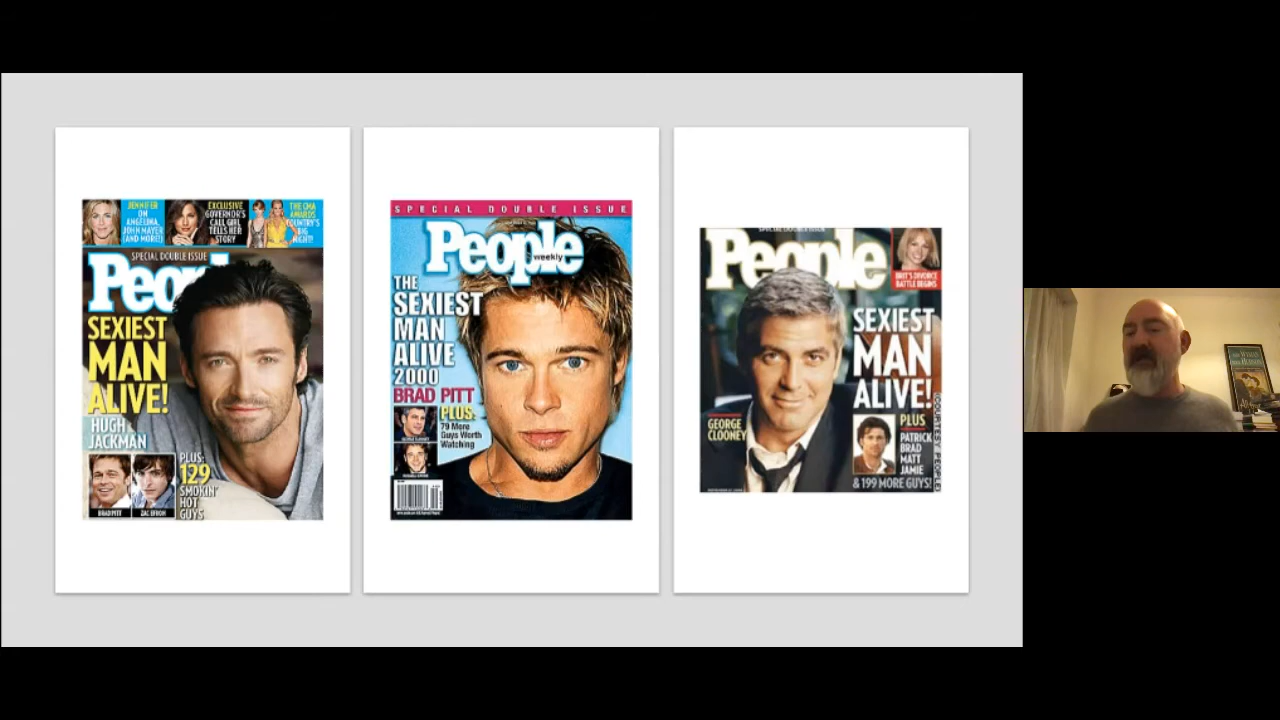 JENNIFER
ON
ANGELINA,
JOHN MAYER
(AND MORE!)
EXCLUSIVE
GOVERNOR'S
CALL GIRL
TELLS HER
STORY
THE CMA
AWARDS
COUNTRY'S
BIG
NIGHT!
SPECIAL DOUBLE ISSUE
Peop
SEXIEST
MAN
ALIVE!
HUGH
JACKMAN
PLUS:
129
SMOKIN'
HOT
GUYS
BRAD PITT
ZAC EFRON
SPECIAL DOUBLE ISSUE
People
weekly
THE
SEXIEST
MAN
ALIVE
2000
BRAD PITT
PLUS:
79 More
Guys Worth
Watching
GEORGE CLOONEY
SPECIAL DOUBLE ISSUE
People
BRIT'S DIVORCE
BATTLE BEGINS
SEXIEST
MAN
ALIVE!
GEORGE
CLOONEY
PLUS
PATRICK
BRAD
MATT
JAMIE
& 199 MORE GUYS!